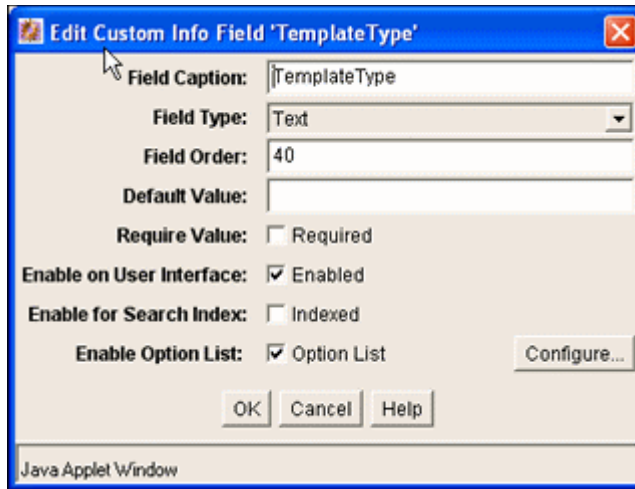 Edit Custom Info Field 'TemplateType'
Field Caption: TemplateType
Field Type: Text
Field Order: 40
Default Value:
Require Value: Required
Enable on User Interface: Enabled
Enable for Search Index: Indexed
Enable Option List: Option List Configure...
OK Cancel Help
Java Applet Window